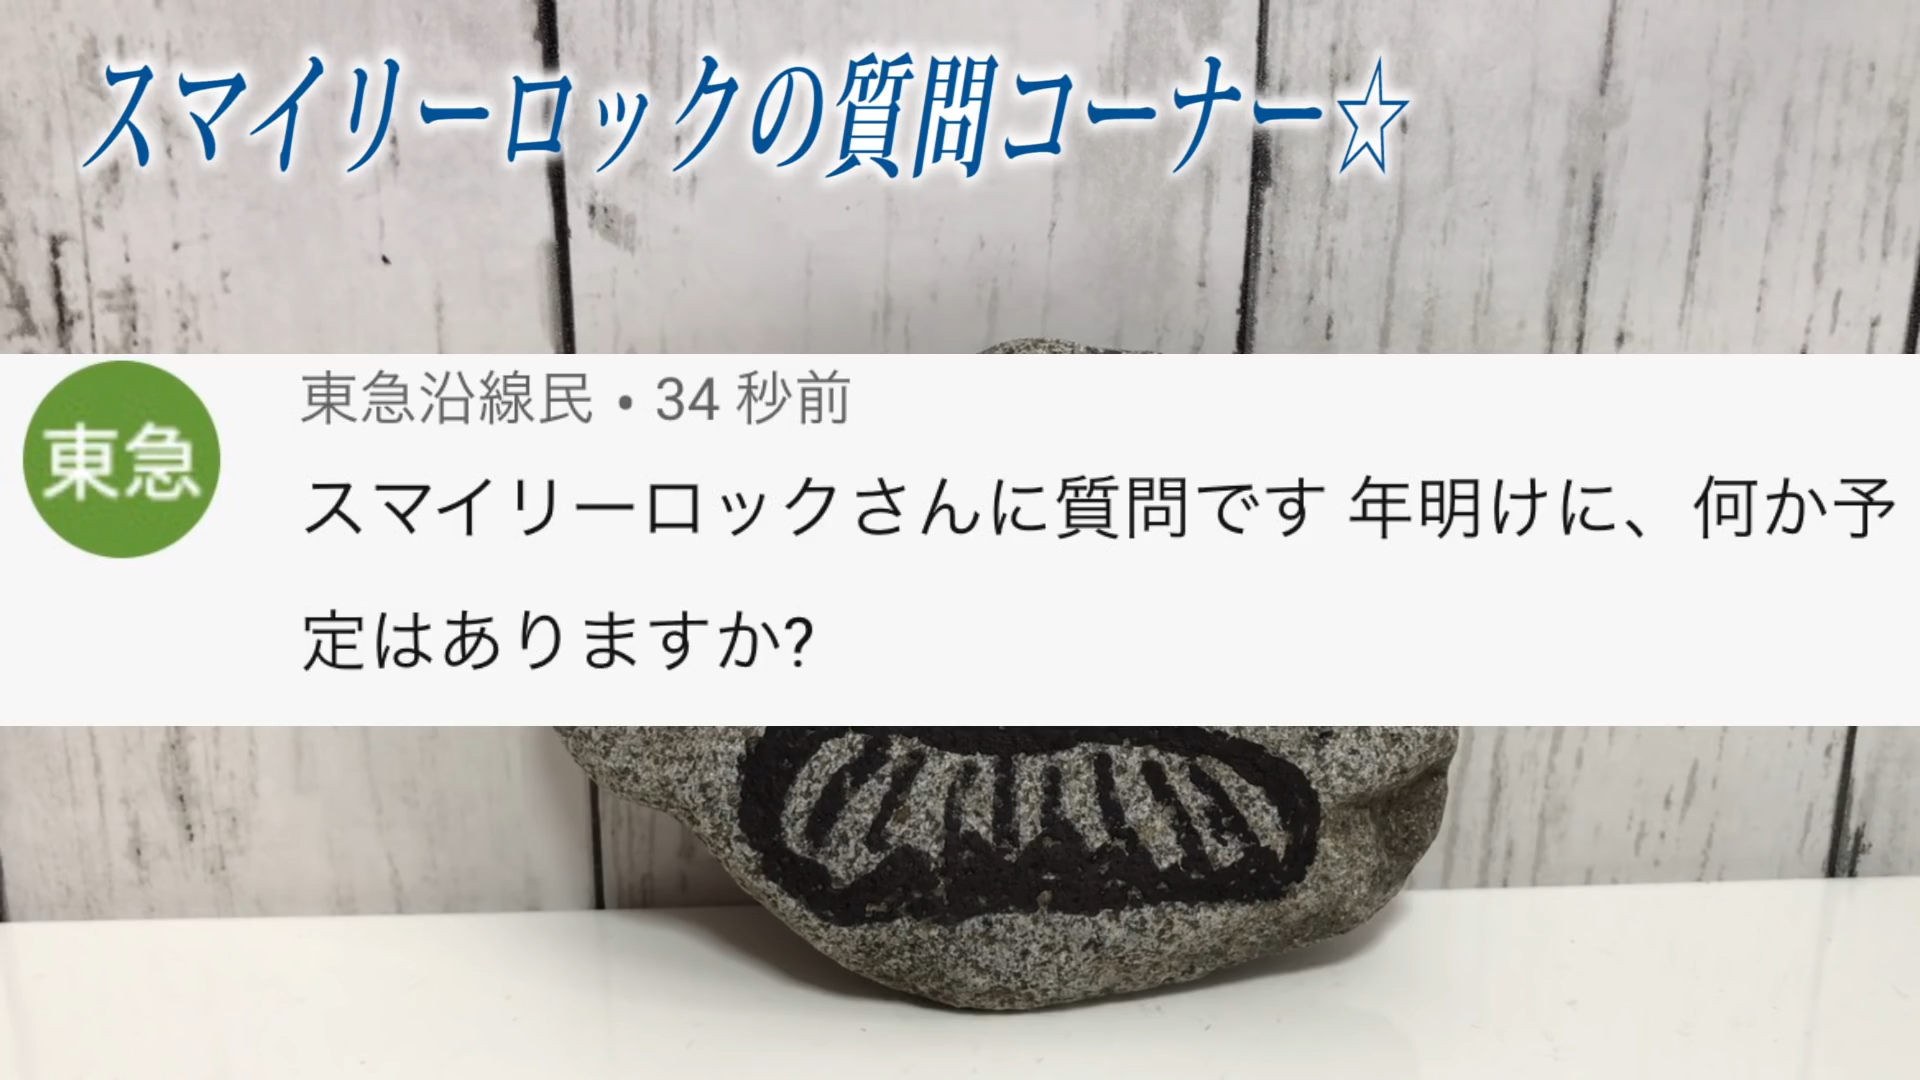 スマイリーロックの質問コーナー☆
東急
東急沿線民 • 34 秒前
スマイリーロックさんに質問です 年明けに、何か予
定はありますか?